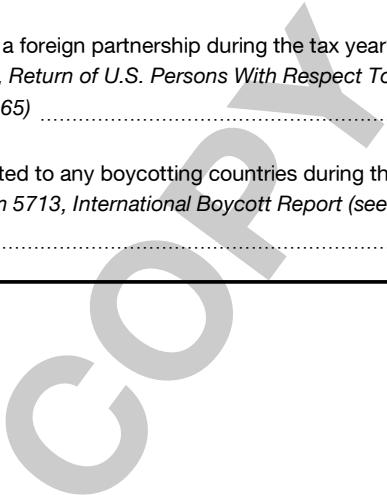 a foreign partnership during the tax year
, Return of U.S. Persons With Respect To
65)
ted to any boycotting countries during th
n 5713, International Boycott Report (see
COPY